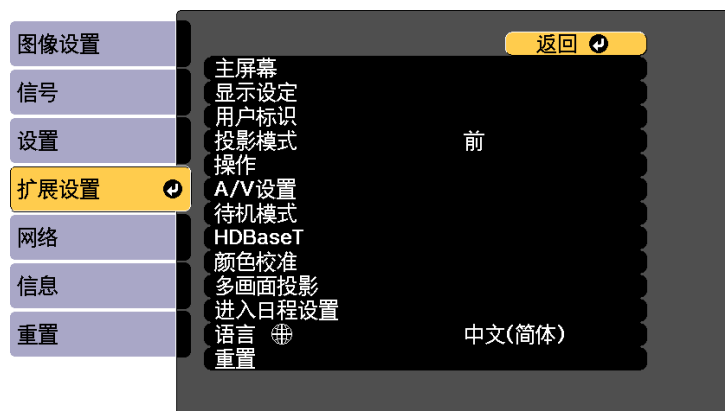 图像设置
信号
设置
扩展设置
网络
信息
重置
返回
主屏幕
显示设定
用户标识
投影模式 前
操作
A/V设置
待机模式
HDBaseT
颜色校准
多画面投影
进入日程设置
语言 中文(简体)
重置